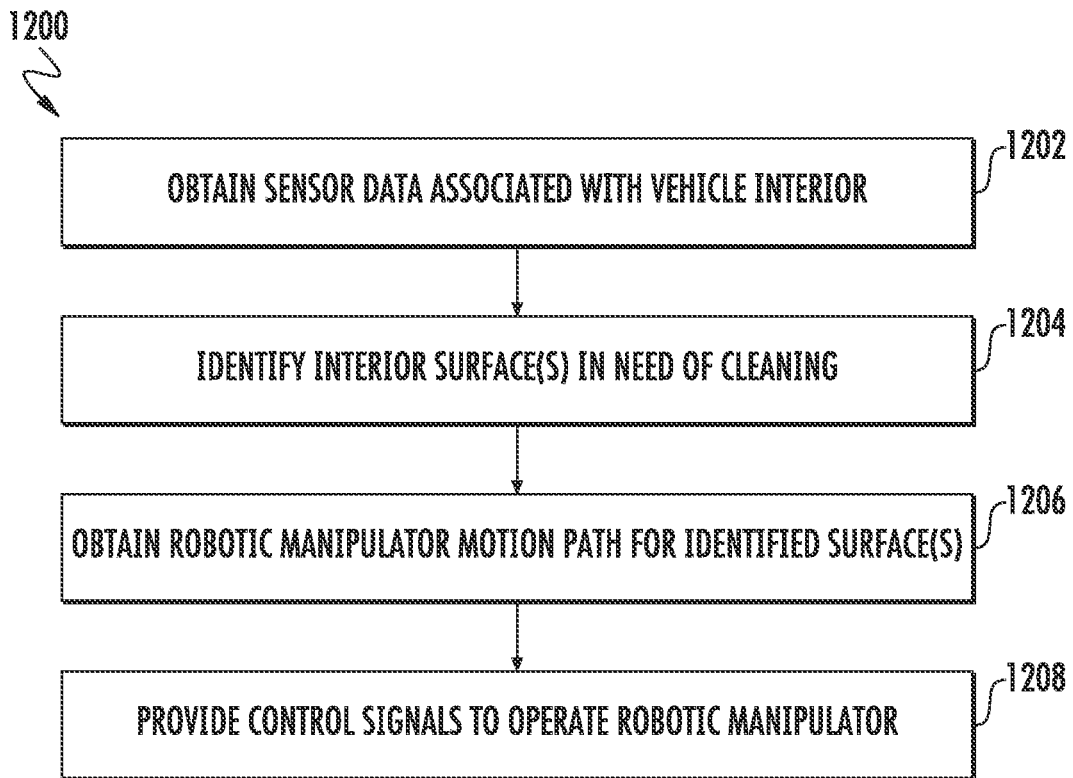 1200
OBTAIN SENSOR DATA ASSOCIATED WITH VEHICLE INTERIOR
1202
IDENTIFY INTERIOR SURFACE(S) IN NEED OF CLEANING
1204
OBTAIN ROBOTIC MANIPULATOR MOTION PATH FOR IDENTIFIED SURFACE(S)
1206
PROVIDE CONTROL SIGNALS TO OPERATE ROBOTIC MANIPULATOR
1208